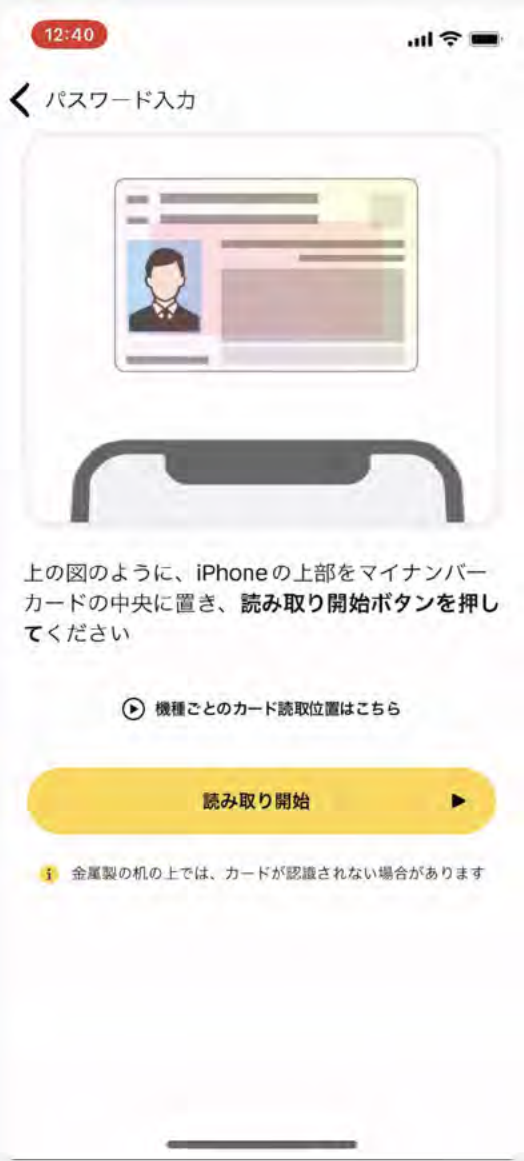 12:40
パスワード入力
上の図のように、iPhoneの上部をマイナンバー
カードの中央に置き、読み取り開始ボタンを押し
てください
機種ごとのカード読取位置はこちら
読み取り開始
i 金属製の机の上では、カードが認識されない場合があります